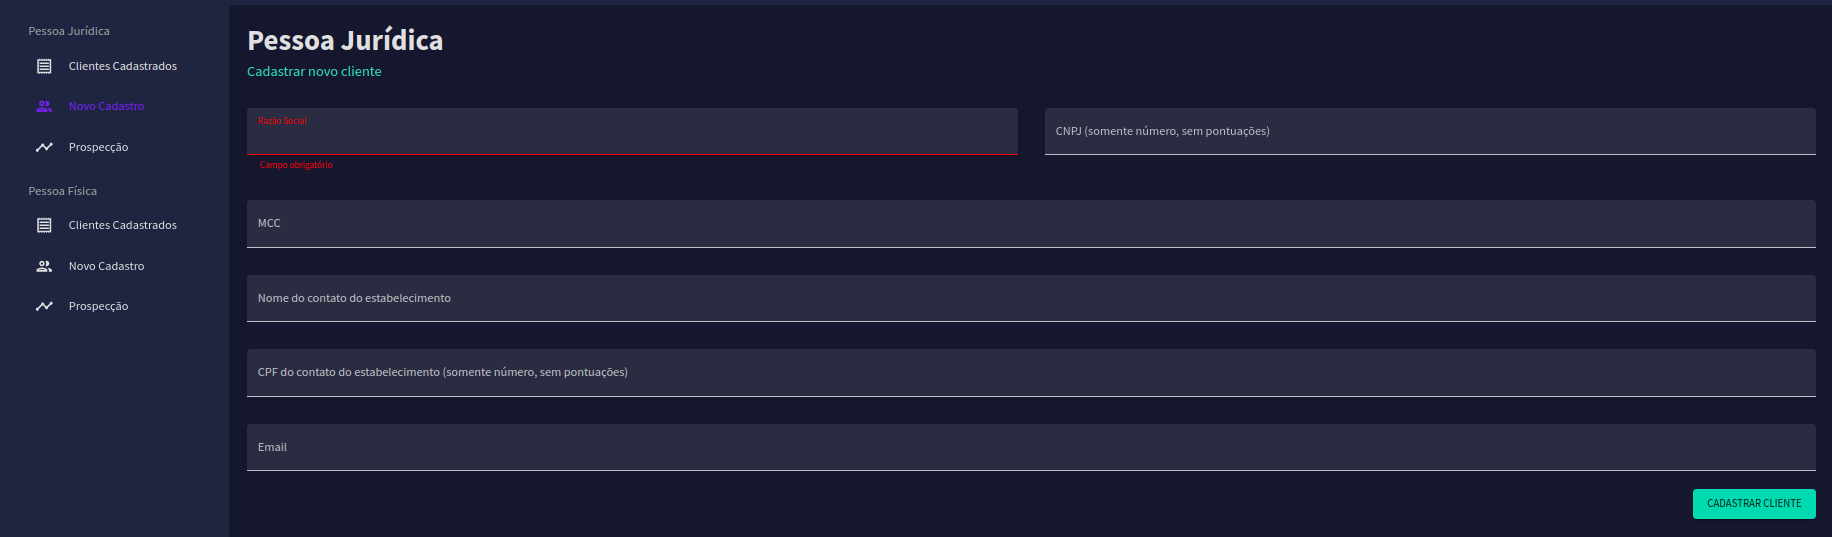 Pessoa Jurídica
Clientes Cadastrados
Novo Cadastro
Prospecção
Pessoa Física
Clientes Cadastrados
Novo Cadastro
Prospecção
Pessoa Jurídica
Cadastrar novo cliente
Razão Social
Campo obrigatório
CNPJ (somente número, sem pontuações)
MCC
Nome do contato do estabelecimento
CPF do contato do estabelecimento (somente número, sem pontuações)
Email
CADASTRAR CLIENTE